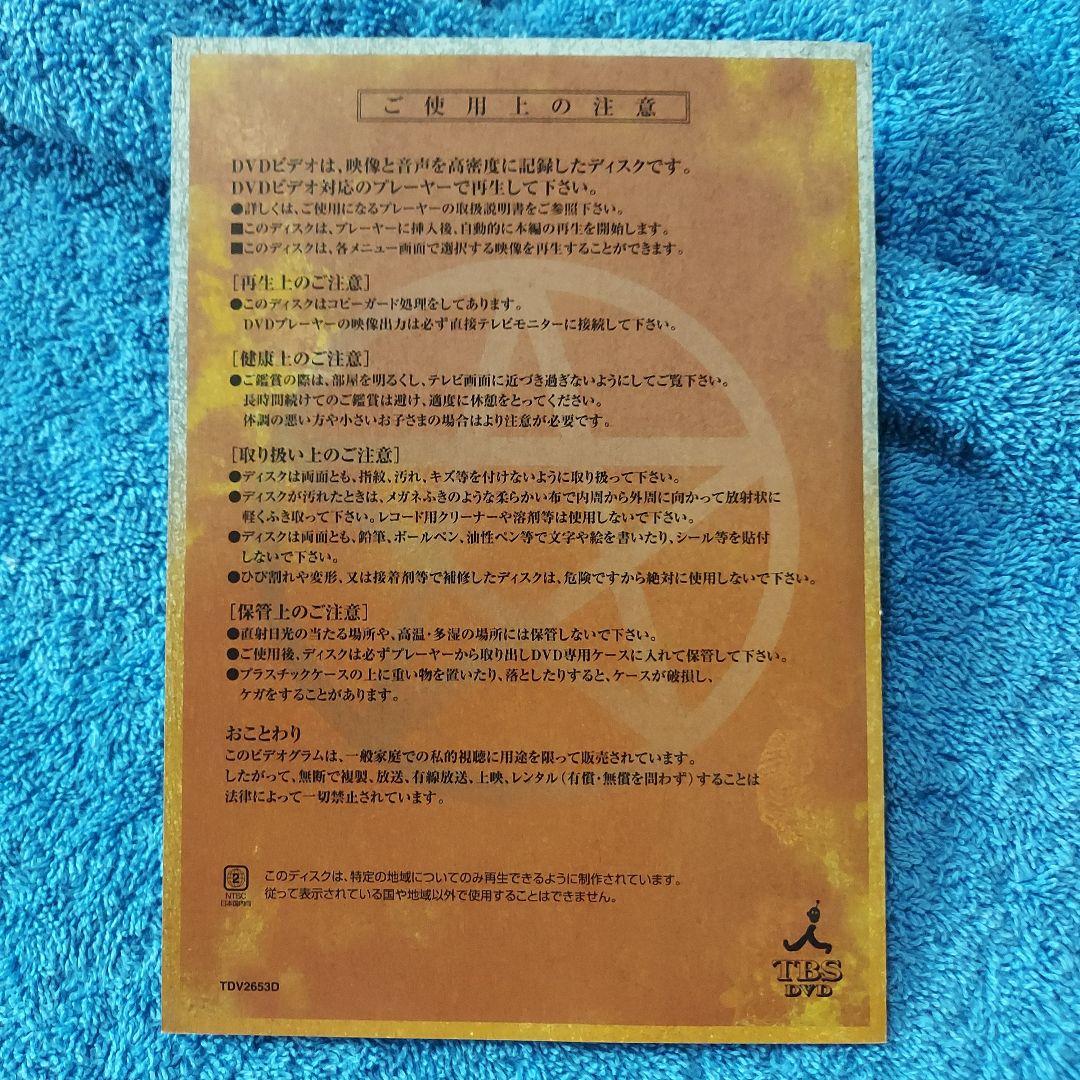 ご使用上の注意
DVDビデオは、映像と音声を高密度に記録したディスクです。
DVDビデオ対応のプレーヤーで再生して下さい。
●詳しくは、ご使用になるプレーヤーの取扱説明書をご参照下さい。
■このディスクは、プレーヤーに挿入後、自動的に本編の再生を開始します。
■このディスクは、各メニュー画面で選択する映像を再生することができます。
[再生上のご注意]
●このディスクはコピーガード処理をしてあります。
DVDプレーヤーの映像出力は必ず直接テレビモニターに接続して下さい。
[健康上のご注意]
●ご鑑賞の際は、部屋を明るくし、テレビ画面に近づき過ぎないようにしてご覧下さい。
長時間続けてのご鑑賞は避け、適度に休憩をとってください。
体調の悪い方や小さいお子さまの場合はより注意が必要です。
[取り扱い上のご注意]
●ディスクは両面とも、指紋、汚れ、キズ等を付けないように取り扱って下さい。
●ディスクが汚れたときは、メガネふきのような柔らかい布で内周から外周に向かって放射状に
軽くふき取って下さい。レコード用クリーナーや溶剤等は使用しないで下さい。
●ディスクは両面とも、鉛筆、ボールペン、油性ペン等で文字や絵を書いたり、シール等を貼付
しないで下さい。
●ひび割れや変形、又は接着剤等で補修したディスクは、危険ですから絶対に使用しないで下さい。
[保管上のご注意]
●直射日光の当たる場所や、高温・多湿の場所には保管しないで下さい。
●ご使用後、ディスクは必ずプレーヤーから取り出しDVD専用ケースに入れて保管して下さい。
●プラスチックケースの上に重い物を置いたり、落としたりすると、ケースが破損し、
ケガをすることがあります。
おことわり
このビデオグラムは、一般家庭での私的視聴に用途を限って販売されています。
したがって、無断で複製、放送、有線放送、上映、レンタル(有償・無償を問わず)することは
法律によって一切禁止されています。
2
NTSC
日本国内向
このディスクは、特定の地域についてのみ再生できるように制作されています。
従って表示されている国や地域以外で使用することはできません。
TBS
DVD
TDV2653D